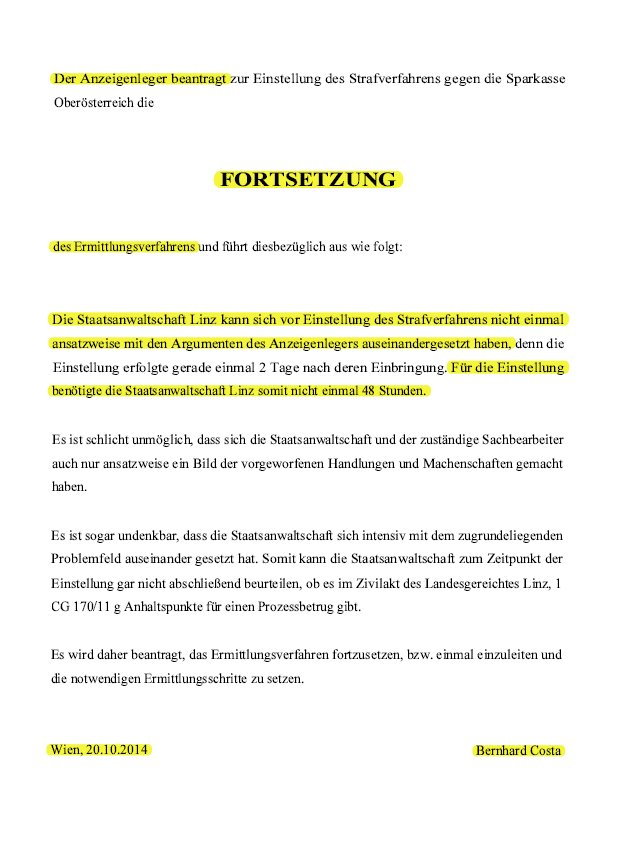 Der Anzeigenleger beantragt zur Einstellung des Strafverfahrens gegen die Sparkasse
Oberösterreich die
FORTSETZUNG
des Ermittlungsverfahrens und führt diesbezüglich aus wie folgt:
Die Staatsanwaltschaft Linz kann sich vor Einstellung des Strafverfahrens nicht einmal
ansatzweise mit den Argumenten des Anzeigenlegers auseinandergesetzt haben, denn die
Einstellung erfolgte gerade einmal 2 Tage nach deren Einbringung. Für die Einstellung
benötigte die Staatsanwaltschaft Linz somit nicht einmal 48 Stunden.
Es ist schlicht unmöglich, dass sich die Staatsanwaltschaft und der zuständige Sachbearbeiter
auch nur ansatzweise ein Bild der vorgeworfenen Handlungen und Machenschaften gemacht
haben.
Es ist sogar undenkbar, dass die Staatsanwaltschaft sich intensiv mit dem zugrundeliegenden
Problemfeld auseinander gesetzt hat. Somit kann die Staatsanwaltschaft zum Zeitpunkt der
Einstellung gar nicht abschließend beurteilen, ob es im Zivilakt des Landesgerichtes Linz, 1
CG 170/11 g Anhaltspunkte für einen Prozessbetrug gibt.
Es wird daher beantragt, das Ermittlungsverfahren fortzusetzen, bzw. einmal einzuleiten und
die notwendigen Ermittlungsschritte zu setzen.
Wien, 20.10.2014 Bernhard Costa